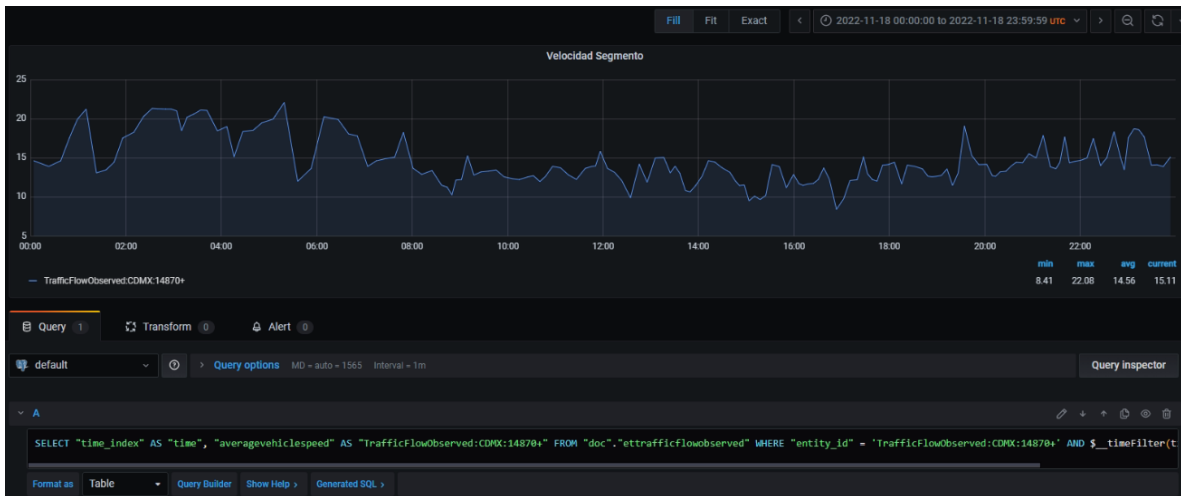 Fill Fit Exact < 2022-11-18 00:00:00 to 2022-11-18 23:59:59 UTC >
Velocidad Segmento
25
20
15
10
5
00:00 02:00 04:00 06:00 08:00 10:00 12:00 14:00 16:00 18:00 20:00 22:00
min max avg current
TrafficFlowObserved:CDMX:14870+ 8.41 22.08 14.56 15.11
Query 1 Transform 0 Alert 0
default > Query options MD = auto = 1565 Interval = 1m Query inspector
A
SELECT "time_index" AS "time", "averagevehiclespeed" AS "TrafficFlowObserved:CDMX:14870+" FROM "doc"."ettrafficflowobserved" WHERE "entity_id" = 'TrafficFlowObserved:CDMX:14870+' AND $__timeFilter(t
Format as Table Query Builder Show Help > Generated SQL >